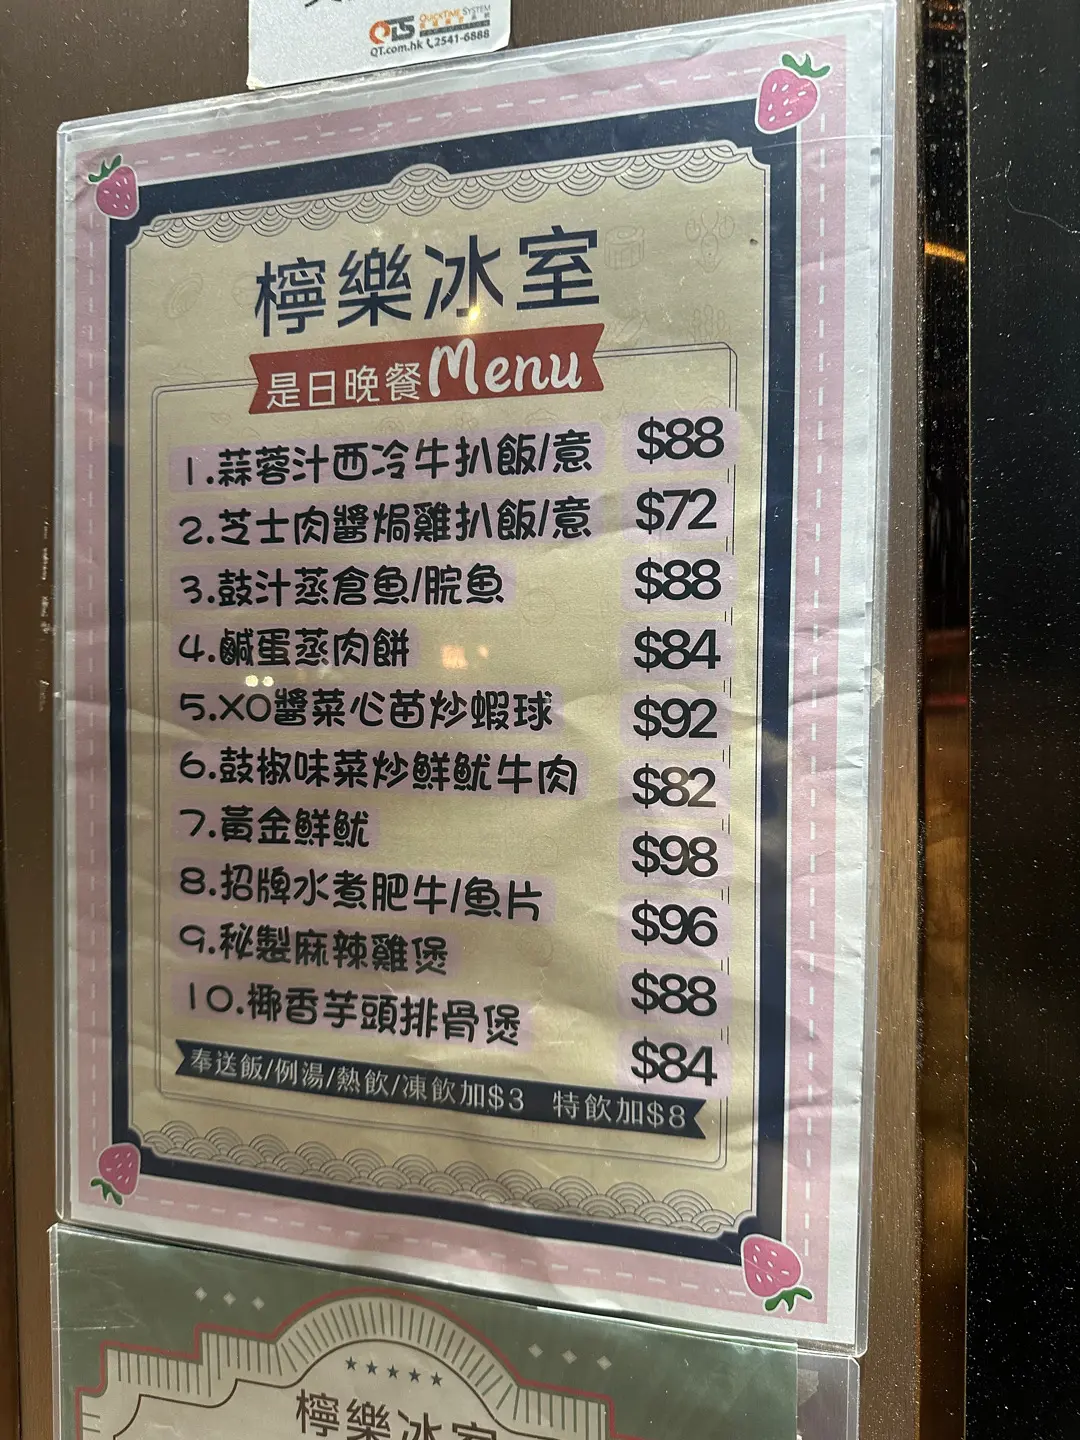 QTS QUICKTIME SYSTEM
QT.com.hk 2541-6888
檸樂冰室
是日晚餐Menu
1.蒜蓉汁西冷牛扒飯/意 $88
2.芝士肉醬焗雞扒飯/意 $72
3.鼓汁蒸倉魚/脘魚 $88
4.鹹蛋蒸肉餅 $84
5.XO醬菜心苗炒蝦球 $92
6.鼓椒味菜炒鮮魷牛肉 $82
7.黃金鮮魷 $98
8.招牌水煮肥牛/魚片 $96
9.秘製麻辣雞煲 $88
10.椰香芋頭排骨煲 $84
奉送飯/例湯/熱飲/凍飲加$3 特飲加$8
檸樂冰室